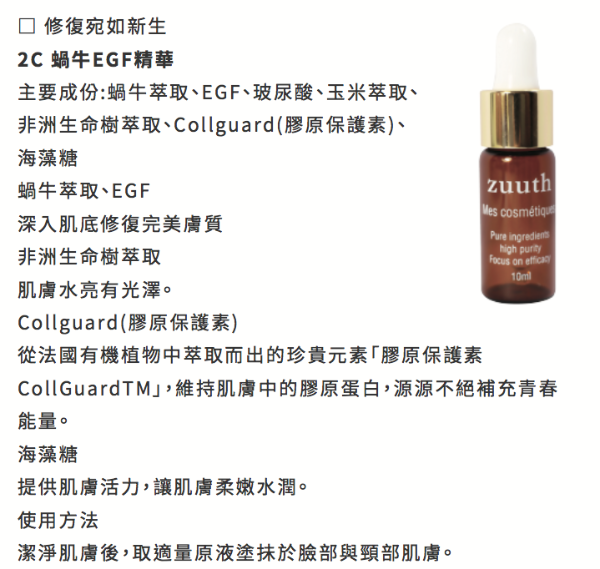 □ 修復宛如新生
2C 蝸牛EGF精華
主要成份:蝸牛萃取、EGF、玻尿酸、玉米萃取、
非洲生命樹萃取、Collguard(膠原保護素)、
海藻糖
蝸牛萃取、EGF
深入肌底修復完美膚質
非洲生命樹萃取
肌膚水亮有光澤。
Collguard(膠原保護素)
從法國有機植物中萃取而出的珍貴元素「膠原保護素
CollGuardTM」,維持肌膚中的膠原蛋白,源源不絕補充青春
能量。
海藻糖
提供肌膚活力,讓肌膚柔嫩水潤。
使用方法
潔淨肌膚後,取適量原液塗抹於臉部與頸部肌膚。
zuuth
Mes cosmétiques
Pure ingredients
high purity
Focus on efficacy
10ml